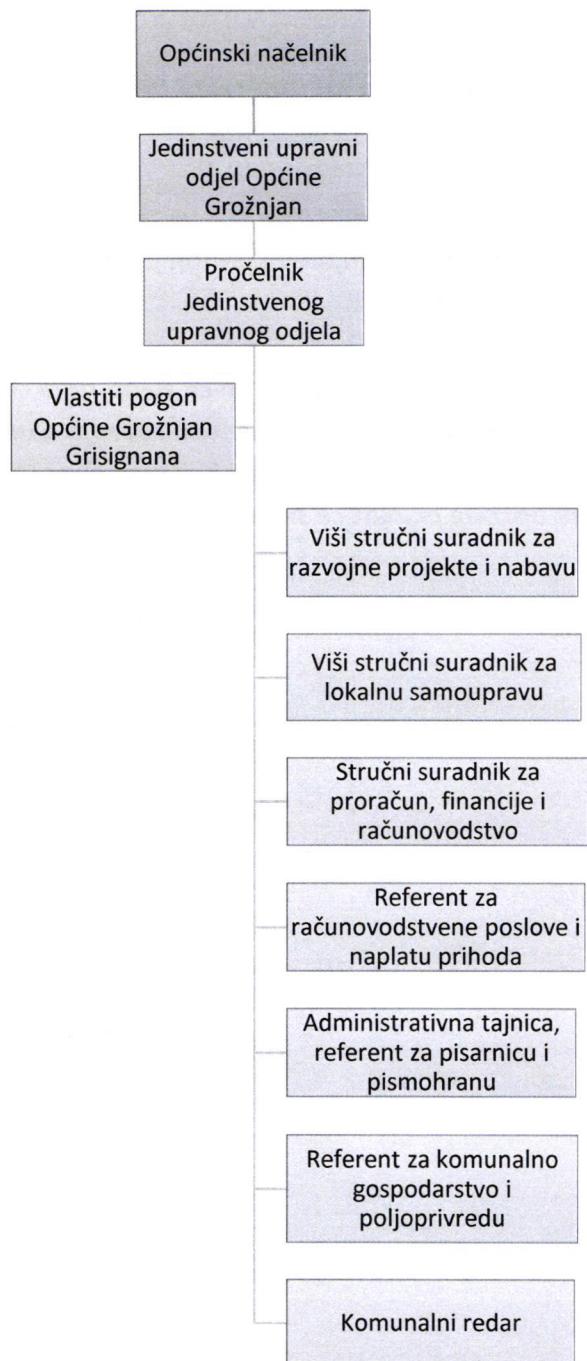 Općinski načelnik
Jedinstveni upravni
odjel Općine
Grožnjan
Pročelnik
Jedinstvenog
upravnog odjela
Vlastiti pogon
Općine Grožnjan
Grisignana
Viši stručni suradnik za
razvojne projekte i nabavu
Viši stručni suradnik za
lokalnu samoupravu
Stručni suradnik za
proračun, financije i
računovodstvo
Referent za
računovodstvene poslove i
naplatu prihoda
Administrativna tajnica,
referent za pisarnicu i
pismohranu
Referent za komunalno
gospodarstvo i
poljoprivredu
Komunalni redar